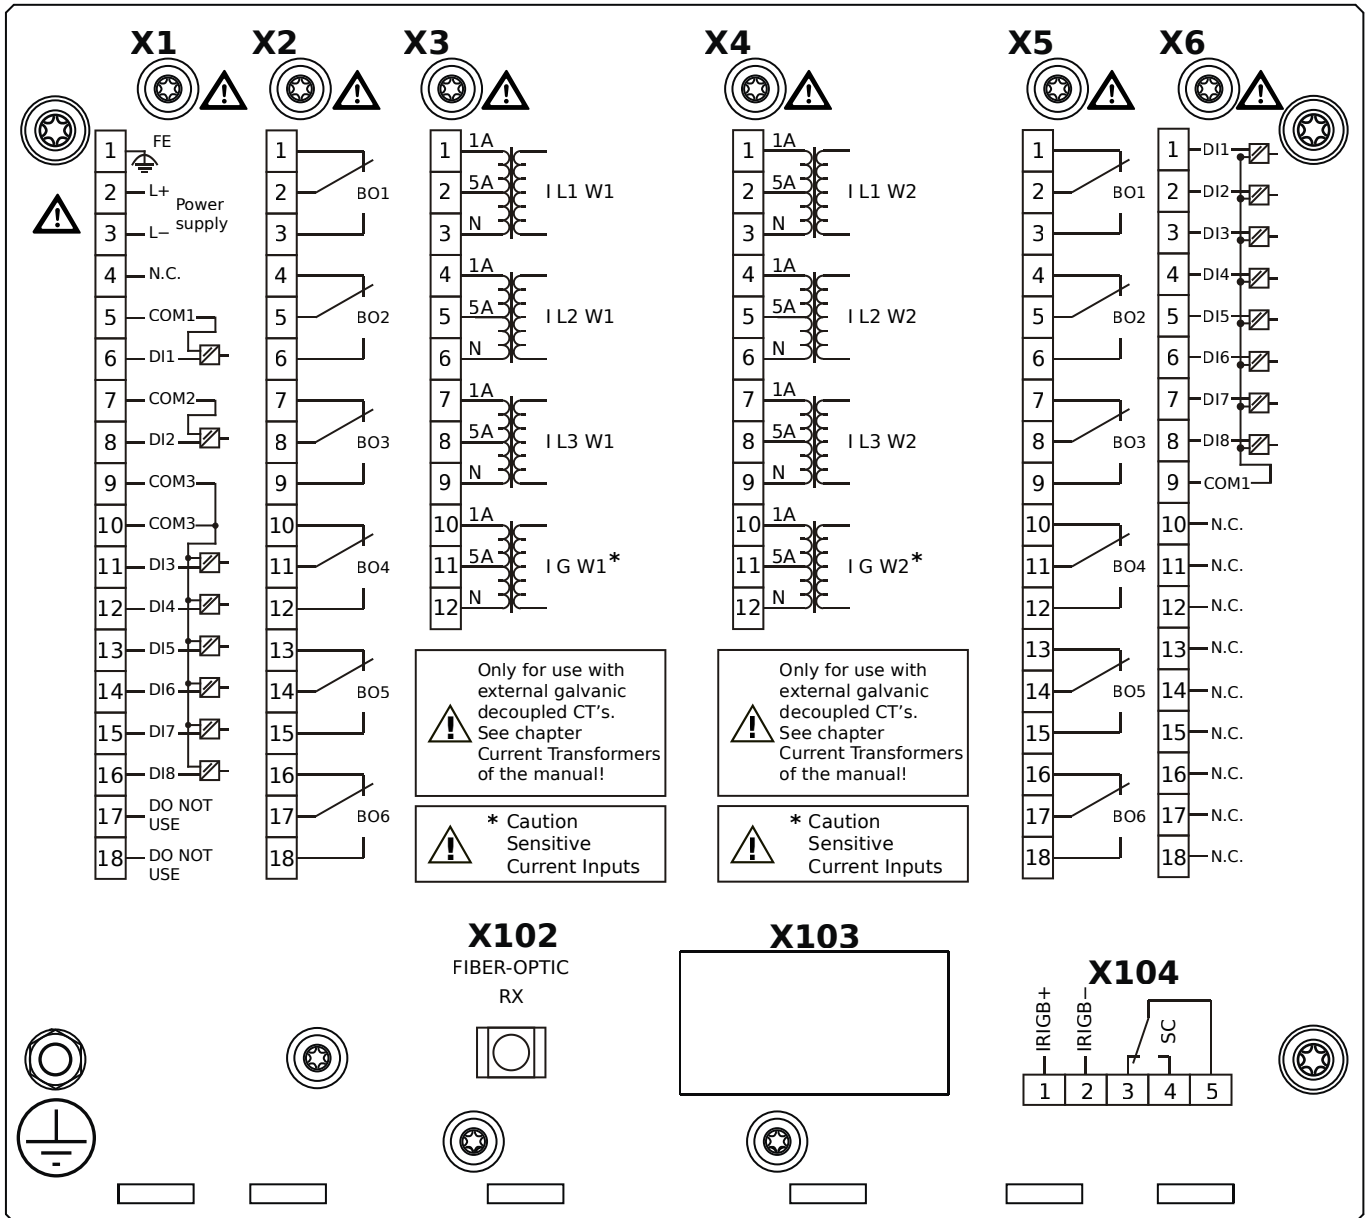 X1
X2
X3
X4
X5
X6
1 FE
2 L+
Power
supply
3 L−
4 N.C.
5 COM1
6 DI1
7 COM2
8 DI2
9 COM3
10 COM3
11 DI3
12 DI4
13 DI5
14 DI6
15 DI7
16 DI8
17 DO NOT
USE
18 DO NOT
USE
1
2 BO1
3
4
5 BO2
6
7
8 BO3
9
10
11 BO4
12
13
14 BO5
15
16
17 BO6
18
1 1A
2 5A I L1 W1
3 N
4 1A
5 5A I L2 W1
6 N
7 1A
8 5A I L3 W1
9 N
10 1A
11 5A I G W1*
12 N
Only for use with
external galvanic
decoupled CT's.
See chapter
Current Transformers
of the manual!
* Caution
Sensitive
Current Inputs
1 1A
2 5A I L1 W2
3 N
4 1A
5 5A I L2 W2
6 N
7 1A
8 5A I L3 W2
9 N
10 1A
11 5A I G W2*
12 N
Only for use with
external galvanic
decoupled CT's.
See chapter
Current Transformers
of the manual!
* Caution
Sensitive
Current Inputs
1
2 BO1
3
4
5 BO2
6
7
8 BO3
9
10
11 BO4
12
13
14 BO5
15
16
17 BO6
18
1 DI1
2 DI2
3 DI3
4 DI4
5 DI5
6 DI6
7 DI7
8 DI8
9 COM1
10 N.C.
11 N.C.
12 N.C.
13 N.C.
14 N.C.
15 N.C.
16 N.C.
17 N.C.
18 N.C.
X102
FIBER-OPTIC
RX
X103
X104
IRIGB+
IRIGB−
SC
1 2 3 4 5